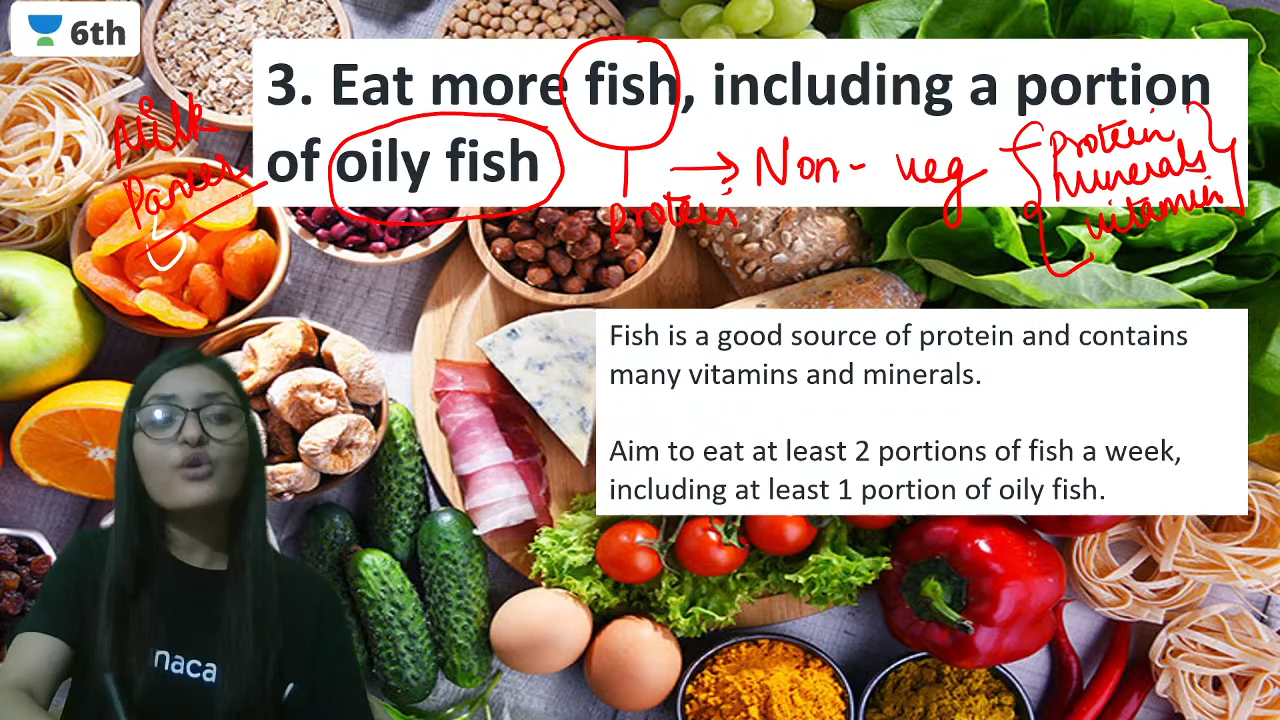 6th
3. Eat more fish, including a portion
of oily fish
Milk
Paneer
protein
→ Non-veg
protein
minerals
vitamin
Fish is a good source of protein and contains
many vitamins and minerals.
Aim to eat at least 2 portions of fish a week,
including at least 1 portion of oily fish.
naca